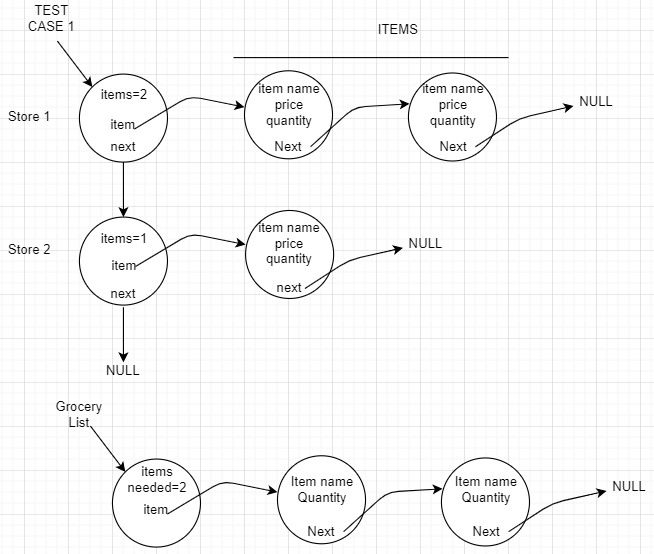 TEST
CASE 1
ITEMS
Store 1
items=2
item
next
item name
price
quantity
Next
item name
price
quantity
Next
NULL
Store 2
items=1
item
next
item name
price
quantity
next
NULL
NULL
Grocery
List
items
needed=2
item
Item name
Quantity
Next
Item name
Quantity
Next
NULL